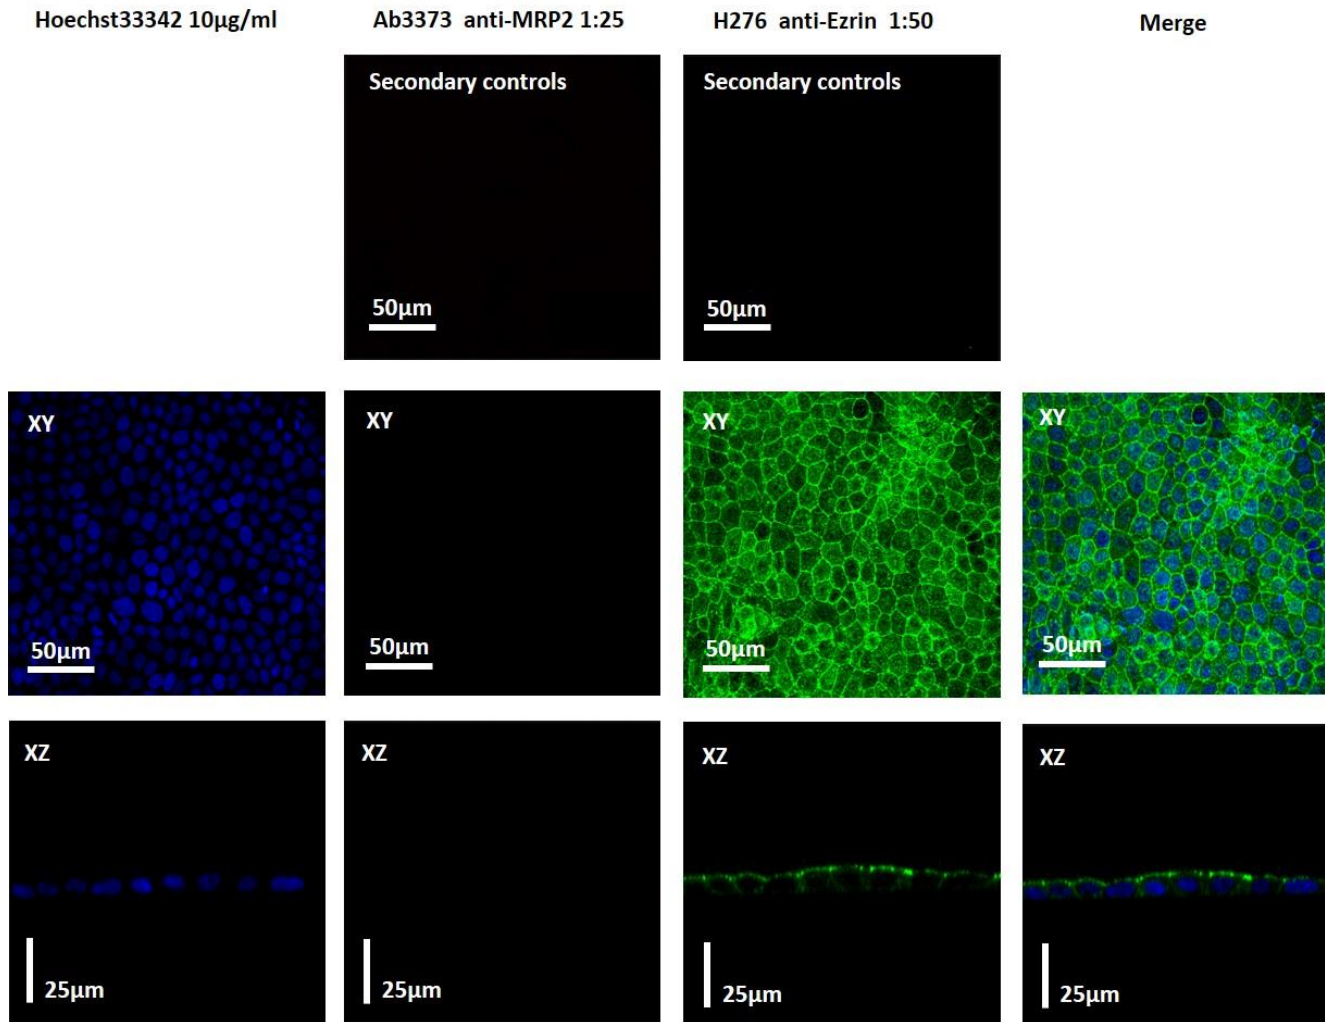 Hoechst33342 10µg/ml
Ab3373 anti-MRP2 1:25
H276 anti-Ezrin 1:50
Merge
Secondary controls
50µm
Secondary controls
50µm
XY
50µm
XY
50µm
XY
50µm
XY
50µm
XZ
25µm
XZ
25µm
XZ
25µm
XZ
25µm